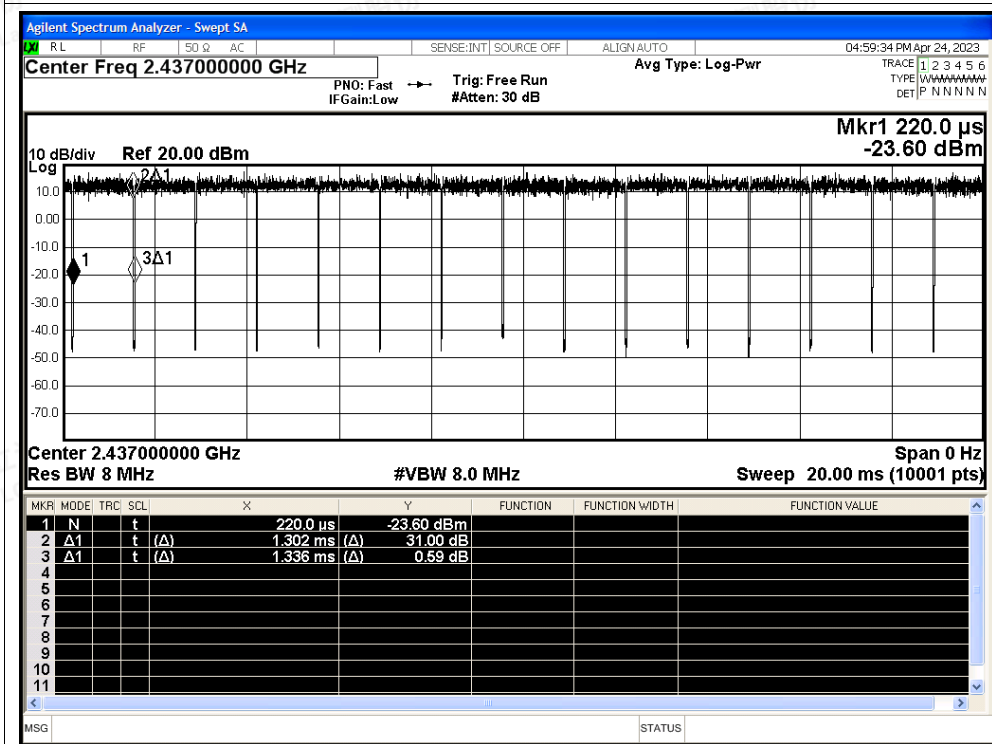 Agilent Spectrum Analyzer - Swept SA
LXI RL RF 50 Ω AC SENSE:INT SOURCE OFF ALIGN AUTO 04:59:34 PM Apr 24, 2023
Center Freq 2.437000000 GHz
PNO: Fast
IFGain:Low
Trig: Free Run
#Atten: 30 dB
Avg Type: Log-Pwr
TRACE 1 2 3 4 5 6
TYPE W
DET P N N N N N
Mkr1 220.0 µs
-23.60 dBm
10 dB/div Ref 20.00 dBm
Log
10.0
0.00
-10.0
-20.0
-30.0
-40.0
-50.0
-60.0
-70.0
2Δ1
1
3Δ1
Center 2.437000000 GHz Span 0 Hz
Res BW 8 MHz #VBW 8.0 MHz Sweep 20.00 ms (10001 pts)
MKR MODE TRC SCL X Y FUNCTION FUNCTION WIDTH FUNCTION VALUE
1 N t 220.0 µs -23.60 dBm
2 Δ1 t (Δ) 1.302 ms (Δ) 31.00 dB
3 Δ1 t (Δ) 1.336 ms (Δ) 0.59 dB
4
5
6
7
8
9
10
11
MSG STATUS